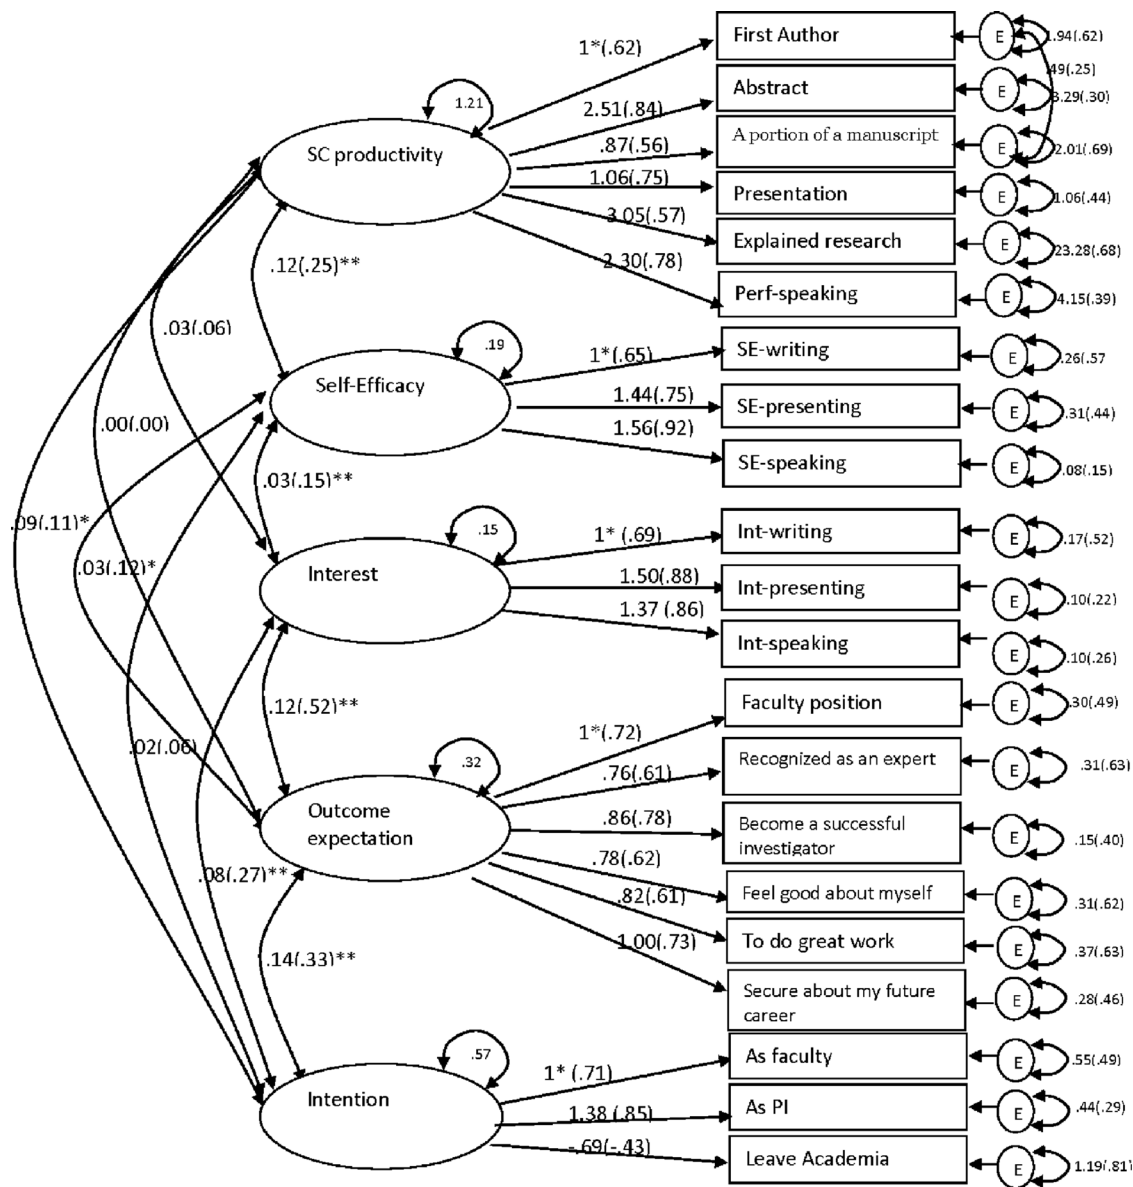 First Author
E
1.94(.62)
1*(.62)
.49(.25)
Abstract
E
3.29(.30)
1.21
2.51(.84)
A portion of a manuscript
E
2.01(.69)
SC productivity
.87(.56)
1.06(.75)
Presentation
E
1.06(.44)
3.05(.57)
Explained research
E
23.28(.68)
2.30(.78)
.12(.25)**
Perf-speaking
E
4.15(.39)
.03(.06)
.19
1*(.65)
SE-writing
E
.26(.57
Self-Efficacy
1.44(.75)
SE-presenting
E
.31(.44)
.00(.00)
1.56(.92)
SE-speaking
E
.08(.15)
.03(.15)**
.09(.11)*
.15
1* (.69)
Int-writing
E
.17(.52)
.03(.12)*
Interest
1.50(.88)
Int-presenting
E
.10(.22)
1.37 (.86)
Int-speaking
E
.10(.26)
.12(.52)**
Faculty position
E
.30(.49)
.02(.06)
1*(.72)
.32
.76(.61)
Recognized as an expert
E
.31(.63)
Outcome
expectation
.86(.78)
Become a successful
investigator
E
.15(.40)
.08(.27)**
.78(.62)
Feel good about myself
E
.31(.62)
.82(.61)
To do great work
E
.37(.63)
1.00(.73)
.14(.33)**
Secure about my future
career
E
.28(.46)
.57
1* (.71)
As faculty
E
.55(.49)
Intention
1.38 (.85)
As PI
E
.44(.29)
-.69(-.43)
Leave Academia
E
1.19(.81)